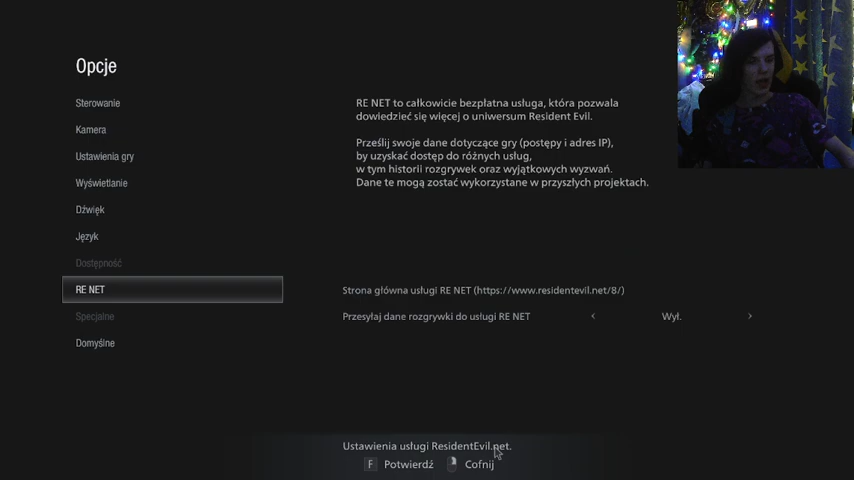 Opcje
Sterowanie
Kamera
Ustawienia gry
Wyświetlanie
Dźwięk
Język
Dostępność
RE NET
Specjalne
Domyślne
RE NET to całkowicie bezpłatna usługa, która pozwala
dowiedzieć się więcej o uniwersum Resident Evil.
Prześlij swoje dane dotyczące gry (postępy i adres IP),
by uzyskać dostęp do różnych usług,
w tym historii rozgrywek oraz wyjątkowych wyzwań.
Dane te mogą zostać wykorzystane w przyszłych projektach.
Strona główna usługi RE NET (https://www.residentevil.net/8/)
Przesyłaj dane rozgrywki do usługi RE NET ‹ Wył. ›
Ustawienia usługi ResidentEvil.net.
F Potwierdź Cofnij